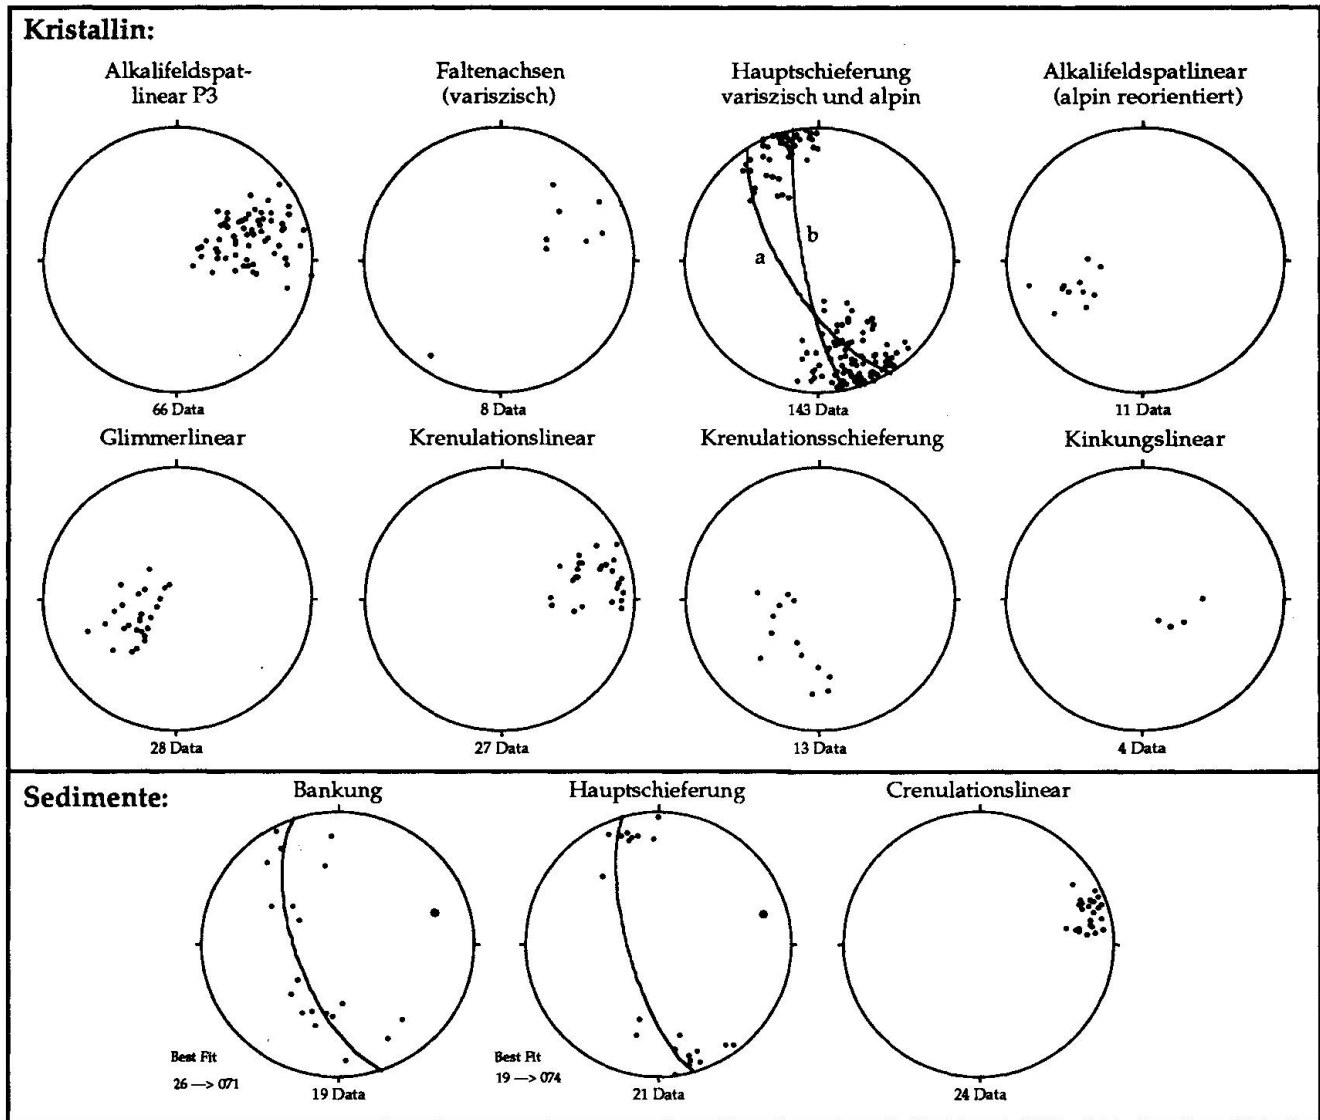 Kristallin:
Alkalifeldspat-
linear P3
Faltenachsen
(variszisch)
Hauptschieferung
variszisch und alpin
Alkalifeldspatlinear
(alpin reorientiert)
a
b
66 Data
8 Data
143 Data
11 Data
Glimmerlinear
Krenulationslinear
Krenulationsschieferung
Kinkungslinear
28 Data
27 Data
13 Data
4 Data
Sedimente:
Bankung
Hauptschieferung
Crenulationslinear
Best Fit
26 —> 071
19 Data
Best Fit
19 —> 074
21 Data
24 Data